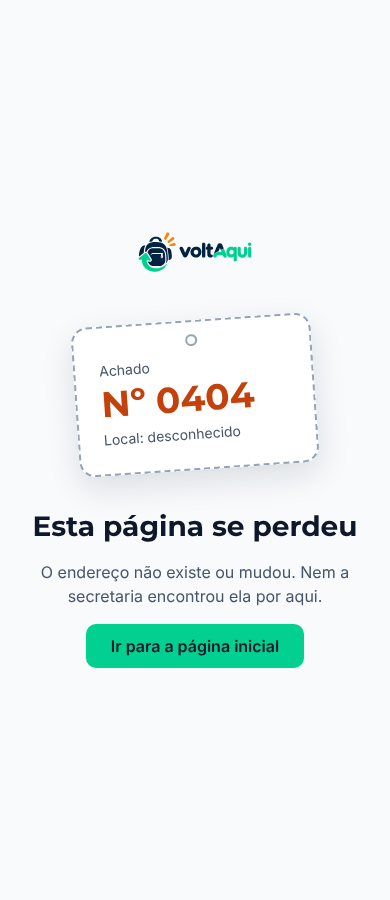 voltAqui
Achado
Nº 0404
Local: desconhecido
Esta página se perdeu
O endereço não existe ou mudou. Nem a
secretaria encontrou ela por aqui.
Ir para a página inicial